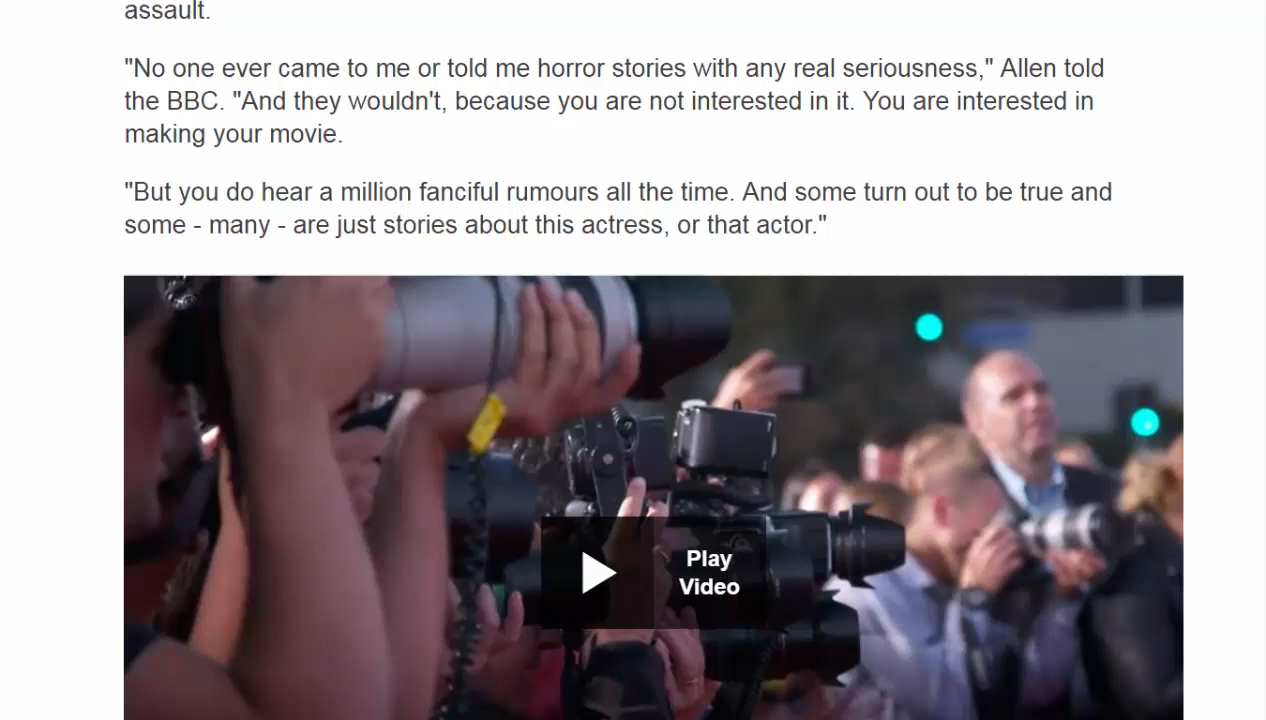 assault.
"No one ever came to me or told me horror stories with any real seriousness," Allen told
the BBC. "And they wouldn't, because you are not interested in it. You are interested in
making your movie.
"But you do hear a million fanciful rumours all the time. And some turn out to be true and
some - many - are just stories about this actress, or that actor."
Play
Video